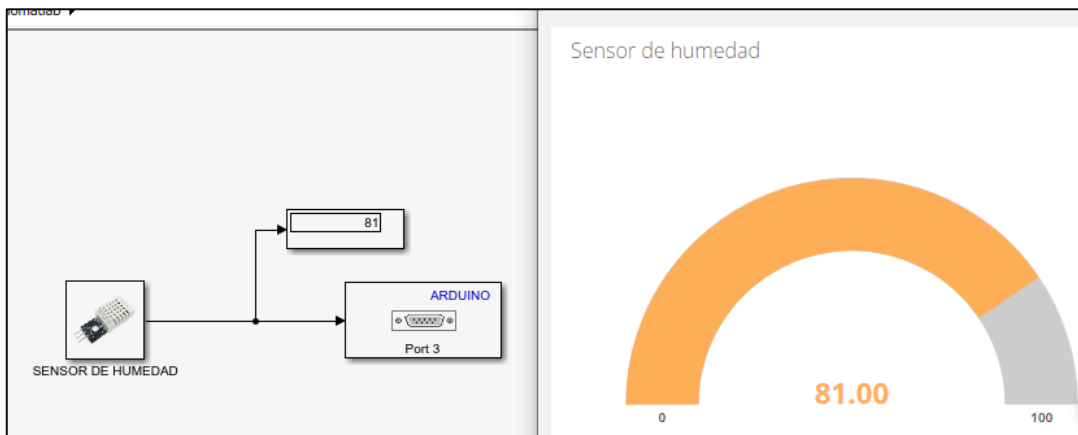 Sensor de humedad
81
ARDUINO
Port 3
SENSOR DE HUMEDAD
81.00
0
100